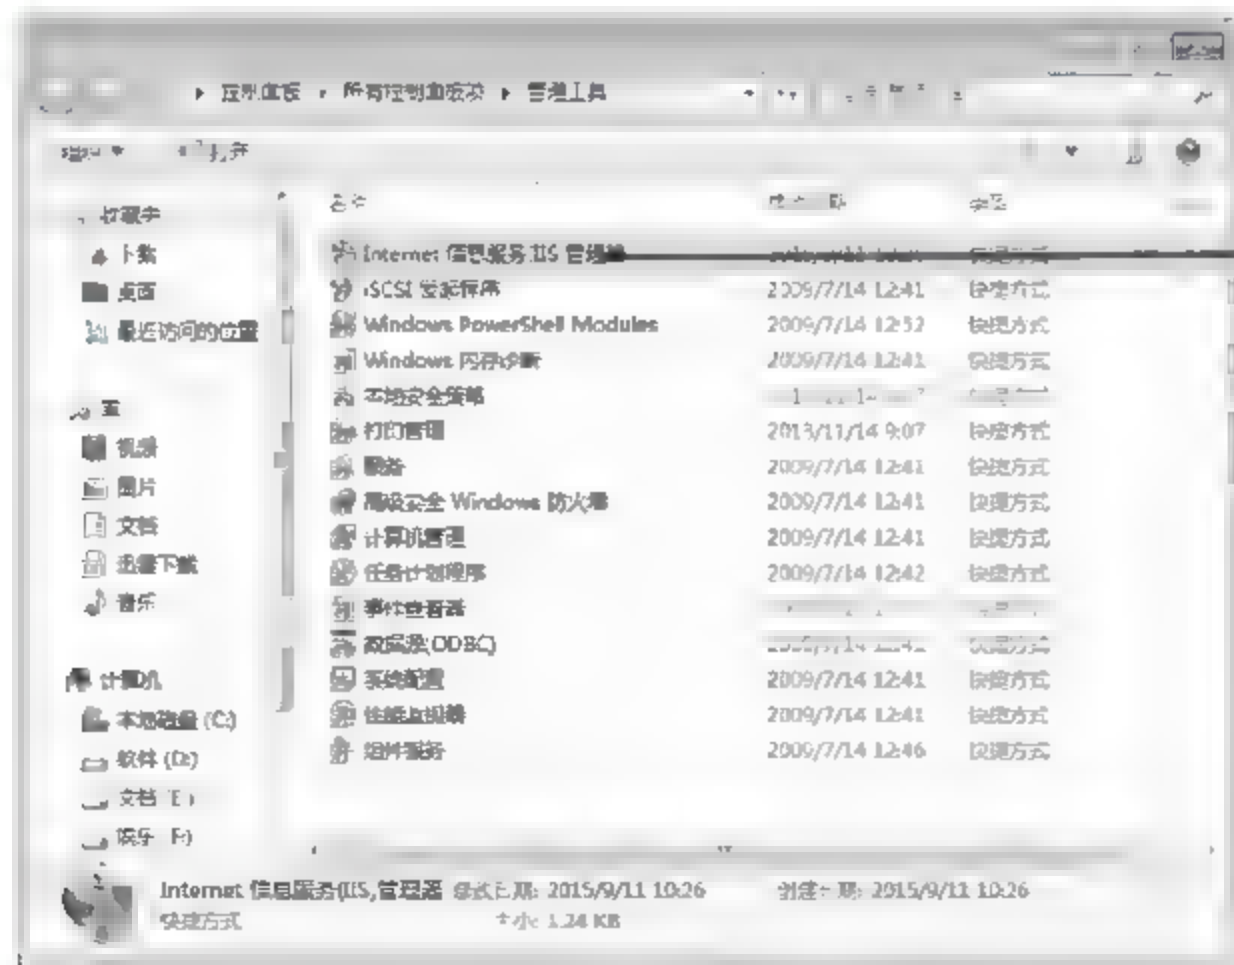 ▸ 控制面板 ▸ 所有控制面板项 ▸ 管理工具
组织 ▾ 打开
名称 修改日期 类型
收藏夹
下载
桌面
最近访问的位置
库
视频
图片
文档
迅雷下载
音乐
计算机
本地磁盘 (C:)
软件 (D:)
文档 (E:)
娱乐 (F:)
Internet 信息服务(IIS)管理器 快捷方式
iSCSI 发起程序 2009/7/14 12:41 快捷方式
Windows PowerShell Modules 2009/7/14 12:52 快捷方式
Windows 内存诊断 2009/7/14 12:41 快捷方式
本地安全策略
打印管理 2013/11/14 9:07 快捷方式
服务 2009/7/14 12:41 快捷方式
高级安全 Windows 防火墙 2009/7/14 12:41 快捷方式
计算机管理 2009/7/14 12:41 快捷方式
任务计划程序 2009/7/14 12:42 快捷方式
事件查看器
数据源(ODBC) 快捷方式
系统配置 2009/7/14 12:41 快捷方式
性能监视器 2009/7/14 12:41 快捷方式
组件服务 2009/7/14 12:46 快捷方式
Internet 信息服务(IIS)管理器 修改日期: 2015/9/11 10:26 创建日期: 2015/9/11 10:26
快捷方式 大小: 1.24 KB